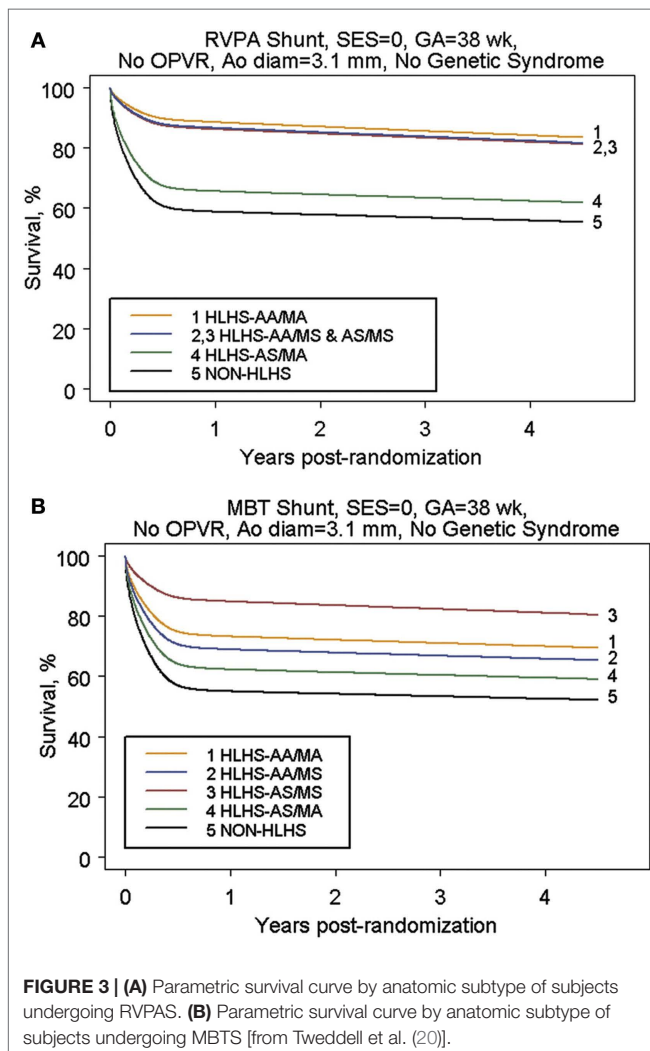 A
RVPA Shunt, SES=0, GA=38 wk,
No OPVR, Ao diam=3.1 mm, No Genetic Syndrome
Survival, %
100
80
60
40
20
0
1
2,3
4
5
1 HLHS-AA/MA
2,3 HLHS-AA/MS & AS/MS
4 HLHS-AS/MA
5 NON-HLHS
0 1 2 3 4
Years post-randomization
B
MBT Shunt, SES=0, GA=38 wk,
No OPVR, Ao diam=3.1 mm, No Genetic Syndrome
Survival, %
100
80
60
40
20
0
3
1
2
4
5
1 HLHS-AA/MA
2 HLHS-AA/MS
3 HLHS-AS/MS
4 HLHS-AS/MA
5 NON-HLHS
0 1 2 3 4
Years post-randomization
FIGURE 3 | (A) Parametric survival curve by anatomic subtype of subjects
undergoing RVPAS. (B) Parametric survival curve by anatomic subtype of
subjects undergoing MBTS [from Tweddell et al. (20)].